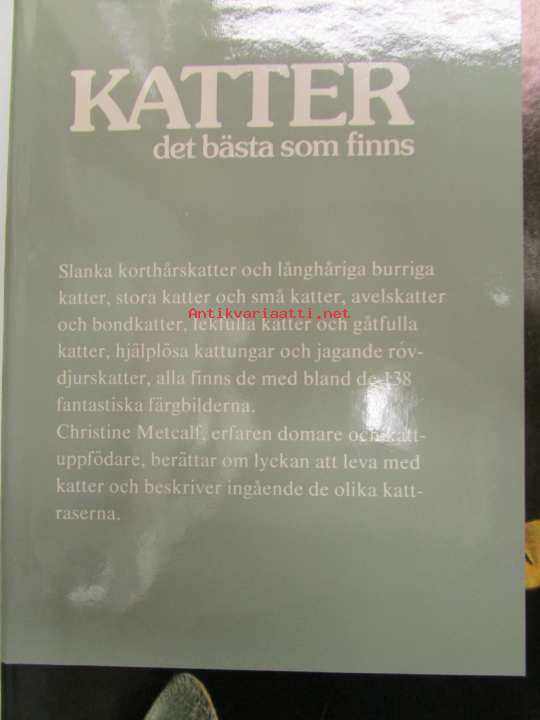 KATTER
det bästa som finns
Slanka korthårskatter och långhåriga burriga
katter, stora katter och små katter, avelskatter
Antikvariaatti.net
och bondkatter, lekfulla katter och gåtfulla
katter, hjälplösa kattungar och jagande röv-
djurskatter, alla finns de med bland de 138
fantastiska färgbilderna.
Christine Metcalf, erfaren domare och katt-
uppfödare, berättar om lyckan att leva med
katter och beskriver ingående de olika katt-
raserna.